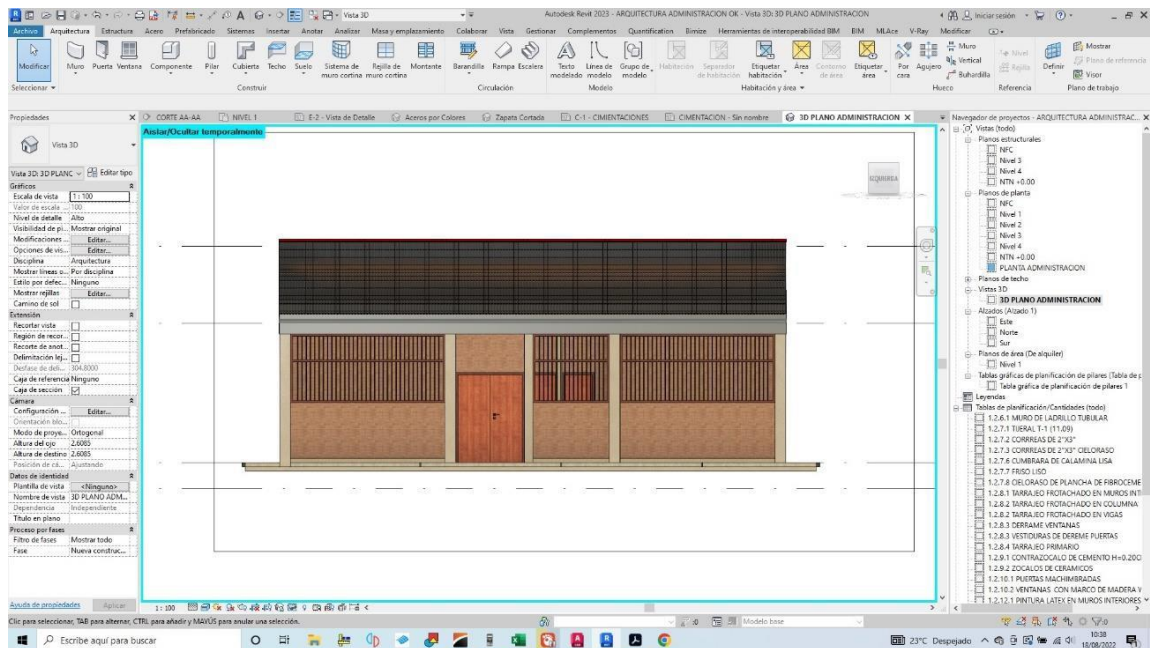 Vista 3D
Autodesk Revit 2023 - ARQUITECTURA ADMINISTRACION OK - Vista 3D: 3D PLANO ADMINISTRACION
Iniciar sesión
Archivo Arquitectura Estructura Acero Prefabricado Sistemas Insertar Anotar Analizar Masa y emplazamiento Colaborar Vista Gestionar Complementos Quantification Bimize Herramientas de interoperabilidad BIM BIM MLAce V-Ray Modificar
Modificar Muro Puerta Ventana Componente Pilar Cubierta Techo Suelo Sistema de muro cortina Rejilla de muro cortina Montante Barandilla Rampa Escalera Texto modelado Línea de modelo Grupo de modelo Habitación Separador de habitación Etiquetar habitación Área Contorno de área Etiquetar área Por cara Agujero Muro Vertical Buhardilla Nivel Rejilla Definir Mostrar Plano de referencia Visor
Seleccionar Construir Circulación Modelo Habitación y área Hueco Referencia Plano de trabajo
Propiedades
CORTE AA-AA NIVEL 1 E-2 - Vista de Detalle Aceros por Colores Zapata Cortada C-1 - CIMENTACIONES CIMENTACIÓN - Sin nombre 3D PLANO ADMINISTRACION
Navegador de proyectos - ARQUITECTURA ADMINISTRAC...
Vista 3D
Vista 3D: 3D PLANC Editar tipo
Gráficos
Escala de vista 1 : 100
Valor de escala ... 100
Nivel de detalle Alto
Visibilidad de pi... Mostrar original
Modificaciones ... Editar...
Opciones de vis... Editar...
Disciplina Arquitectura
Mostrar líneas o... Por disciplina
Estilo por defec... Ninguno
Mostrar rejillas Editar...
Camino de sol
Extensión
Recortar vista
Región de recor...
Recorte de anot...
Delimitación lej...
Desfase de deli... 304.8000
Caja de referencia Ninguno
Caja de sección
Cámara
Configuración ... Editar...
Orientación blo...
Modo de proye... Ortogonal
Altura del ojo 2.6085
Altura de destino 2.6085
Posición de cá... Ajustando
Datos de identidad
Plantilla de vista <Ninguno>
Nombre de vista 3D PLANO ADM...
Dependencia Independiente
Título en plano
Proceso por fases
Filtro de fases Mostrar todo
Fase Nueva construc...
Ayuda de propiedades Aplicar
Aislar/Ocultar temporalmente
IZQUIERDA
Vistas (todo)
Planos estructurales
NFC
Nivel 3
Nivel 4
NTN +0.00
Planos de planta
NFC
Nivel 1
Nivel 2
Nivel 3
Nivel 4
NTN +0.00
PLANTA ADMINISTRACION
Planos de techo
Vistas 3D
3D PLANO ADMINISTRACION
Alzados (Alzado 1)
Este
Norte
Sur
Planos de área (De alquiler)
Nivel 1
Tablas gráficas de planificación de pilares (Tabla de p
Tabla gráfica de planificación de pilares 1
Leyendas
Tablas de planificación/Cantidades (todo)
1.2.6.1 MURO DE LADRILLO TUBULAR
1.2.7.1 TIJERAL T-1 (11.09)
1.2.7.2 CORRREAS DE 2"X3"
1.2.7.3 CORRREAS DE 2"X3" CIELORASO
1.2.7.6 CUMBRARA DE CALAMINA LISA
1.2.7.7 FRISO LISO
1.2.7.8 CIELORASO DE PLANCHA DE FIBROCEME
1.2.8.1 TARRAJEO FROTACHADO EN MUROS INT
1.2.8.2 TARRAJEO FROTACHADO EN COLUMNA
1.2.8.2 TARRAJEO FROTACHADO EN VIGAS
1.2.8.3 DERRAME VENTANAS
1.2.8.3 VESTIDURAS DE DEREME PUERTAS
1.2.8.4 TARRAJEO PRIMARIO
1.2.9.1 CONTRAZOCALO DE CEMENTO H=0.20C
1.2.9.2 ZOCALOS DE CERAMICOS
1.2.10.1 PUERTAS MACHIMBRADAS
1.2.10.2 VENTANAS CON MARCO DE MADERA V
1.2.12.1 PINTURA LATEX EN MUROS INTERIORES
1 : 100
Clic para seleccionar, TAB para alternar, CTRL para añadir y MAYÚS para anular una selección.
:0 Modelo base
:0
Escribe aquí para buscar
23°C Despejado
10:38
18/08/2022